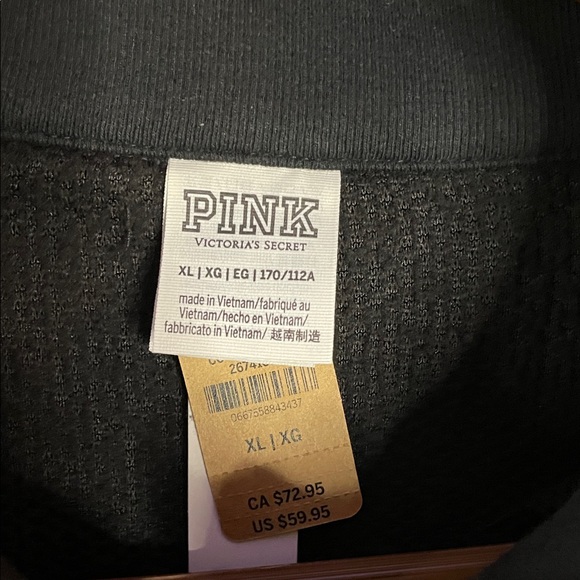 PINK
VICTORIA'S SECRET
XL | XG | EG | 170/112A
made in Vietnam/fabriqué au
Vietnam/hecho en Vietnam/
fabbricato in Vietnam/ 越南制造
0667558843437
XL | XG
CA $72.95
US $59.95